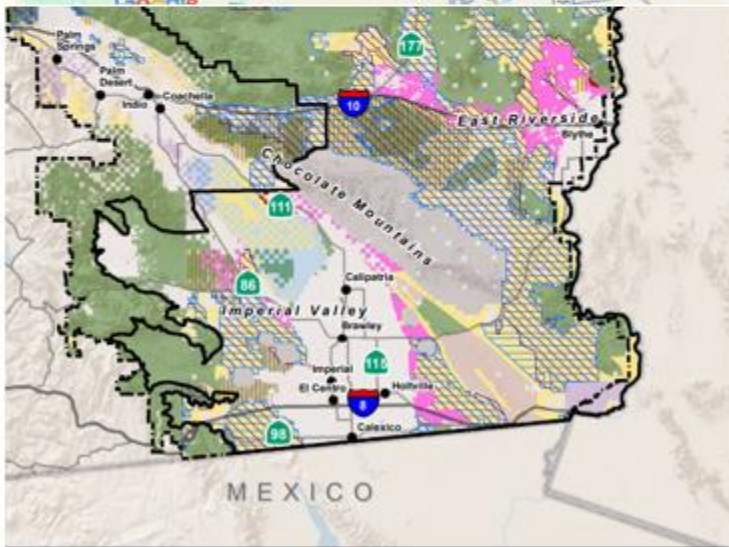 Palm
Springs
177
Palm
Desert
Coachella
Indio
10
East Riverside
Blythe
Chocolate Mountains
111
86
Calipatria
Imperial Valley
Brawley
115
Imperial
El Centro
Holtville
8
98
Calexico
MEXICO